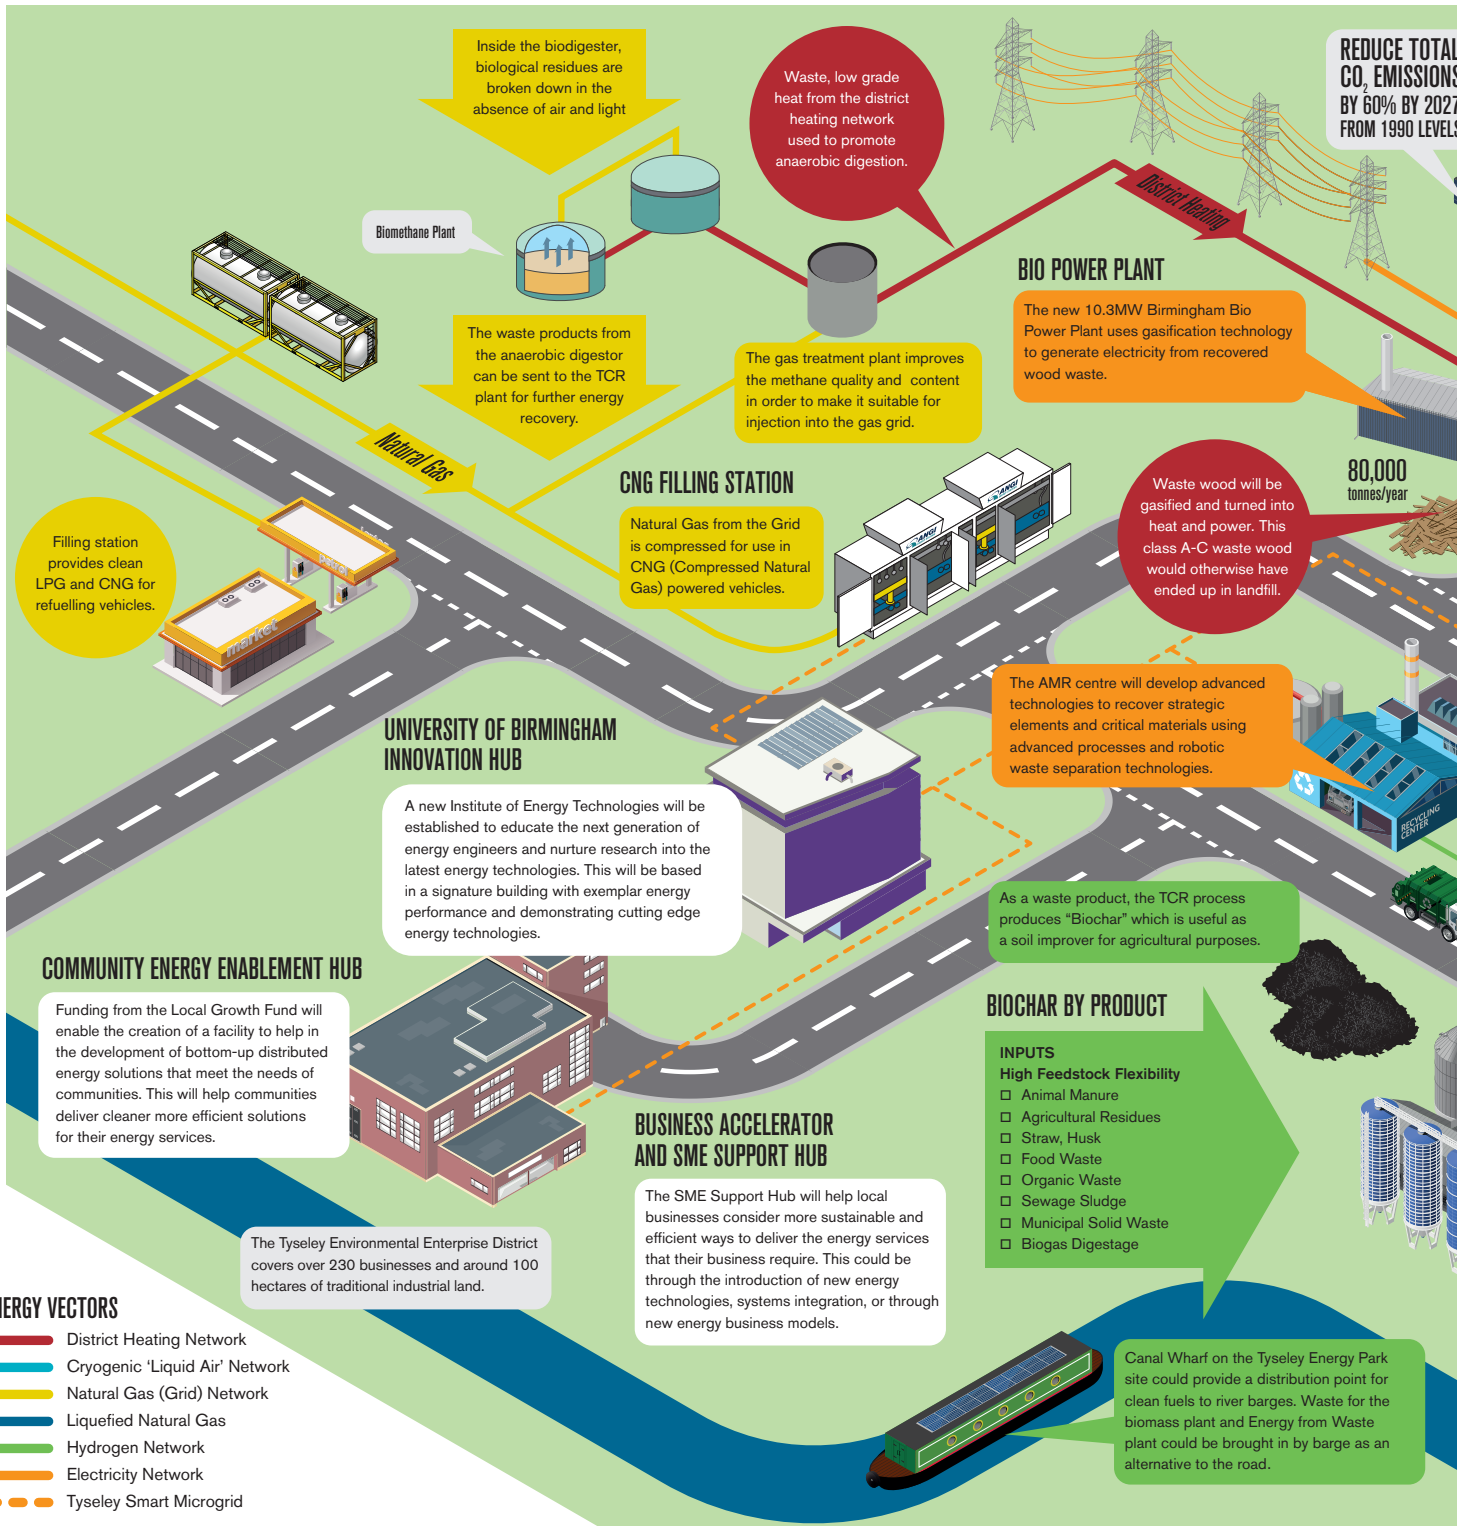 Inside the biodigester,
biological residues are
broken down in the
absence of air and light
Waste, low grade
heat from the district
heating network
used to promote
anaerobic digestion.
REDUCE TOTAL
CO₂ EMISSIONS
BY 60% BY 2027
FROM 1990 LEVELS
District Heating
Biomethane Plant
BIO POWER PLANT
The new 10.3MW Birmingham Bio
Power Plant uses gasification technology
to generate electricity from recovered
wood waste.
The waste products from
the anaerobic digestor
can be sent to the TCR
plant for further energy
recovery.
The gas treatment plant improves
the methane quality and content
in order to make it suitable for
injection into the gas grid.
Natural Gas
CNG FILLING STATION
Natural Gas from the Grid
is compressed for use in
CNG (Compressed Natural
Gas) powered vehicles.
ANGI
ANGI
80,000
tonnes/year
Waste wood will be
gasified and turned into
heat and power. This
class A-C waste wood
would otherwise have
ended up in landfill.
Filling station
provides clean
LPG and CNG for
refuelling vehicles.
Petrol
market
The AMR centre will develop advanced
technologies to recover strategic
elements and critical materials using
advanced processes and robotic
waste separation technologies.
RECYCLING
CENTER
UNIVERSITY OF BIRMINGHAM
INNOVATION HUB
A new Institute of Energy Technologies will be
established to educate the next generation of
energy engineers and nurture research into the
latest energy technologies. This will be based
in a signature building with exemplar energy
performance and demonstrating cutting edge
energy technologies.
As a waste product, the TCR process
produces “Biochar” which is useful as
a soil improver for agricultural purposes.
COMMUNITY ENERGY ENABLEMENT HUB
Funding from the Local Growth Fund will
enable the creation of a facility to help in
the development of bottom-up distributed
energy solutions that meet the needs of
communities. This will help communities
deliver cleaner more efficient solutions
for their energy services.
BIOCHAR BY PRODUCT
INPUTS
High Feedstock Flexibility
□ Animal Manure
□ Agricultural Residues
□ Straw, Husk
□ Food Waste
□ Organic Waste
□ Sewage Sludge
□ Municipal Solid Waste
□ Biogas Digestage
BUSINESS ACCELERATOR
AND SME SUPPORT HUB
The SME Support Hub will help local
businesses consider more sustainable and
efficient ways to deliver the energy services
that their business require. This could be
through the introduction of new energy
technologies, systems integration, or through
new energy business models.
The Tyseley Environmental Enterprise District
covers over 230 businesses and around 100
hectares of traditional industrial land.
NERGY VECTORS
District Heating Network
Cryogenic ‘Liquid Air’ Network
Natural Gas (Grid) Network
Liquefied Natural Gas
Hydrogen Network
Electricity Network
Tyseley Smart Microgrid
Canal Wharf on the Tyseley Energy Park
site could provide a distribution point for
clean fuels to river barges. Waste for the
biomass plant and Energy from Waste
plant could be brought in by barge as an
alternative to the road.